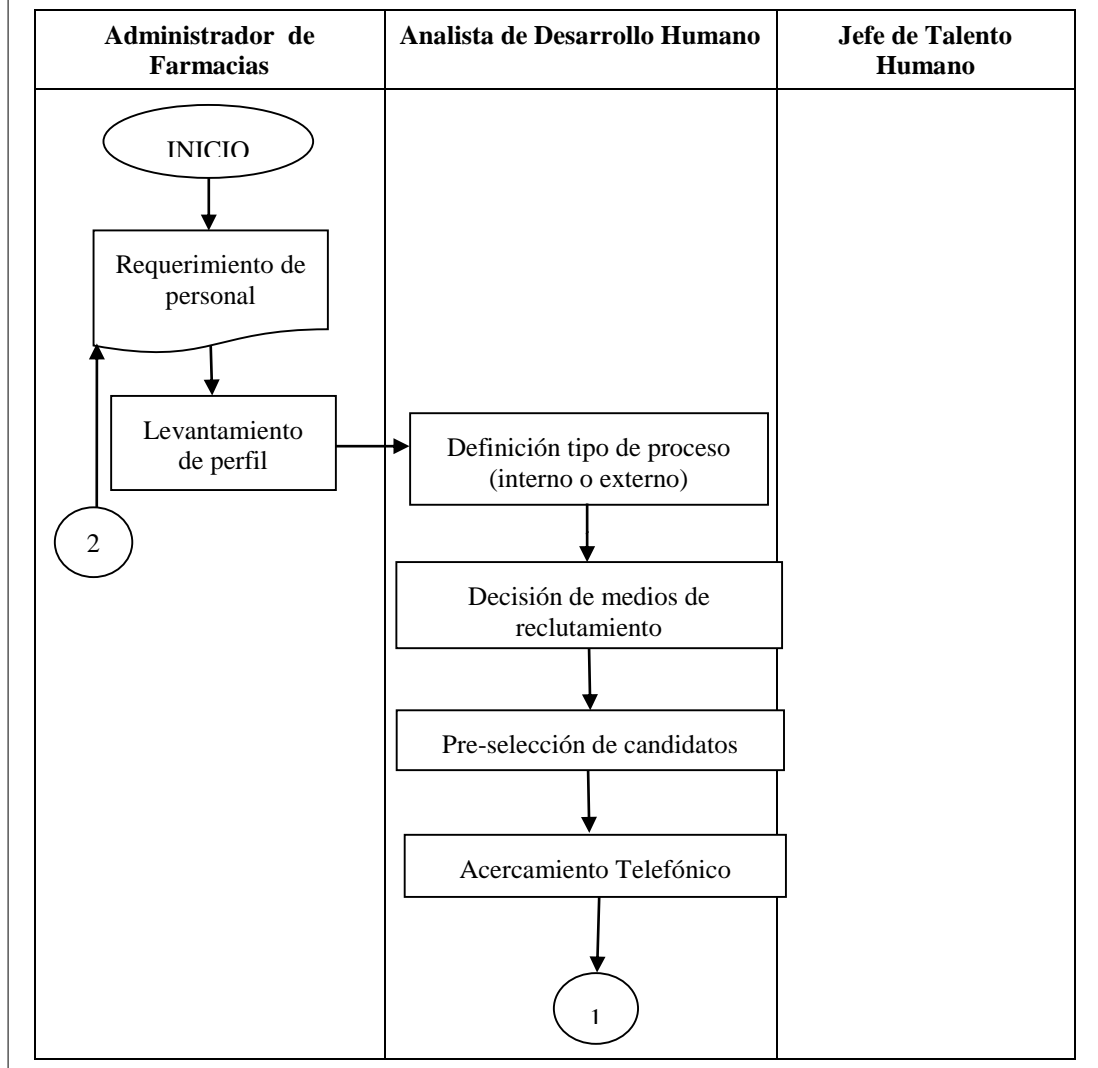 Administrador de
Farmacias
Analista de Desarrollo Humano
Jefe de Talento
Humano
INICIO
Requerimiento de
personal
Levantamiento
de perfil
Definición tipo de proceso
(interno o externo)
2
Decisión de medios de
reclutamiento
Pre-selección de candidatos
Acercamiento Telefónico
1